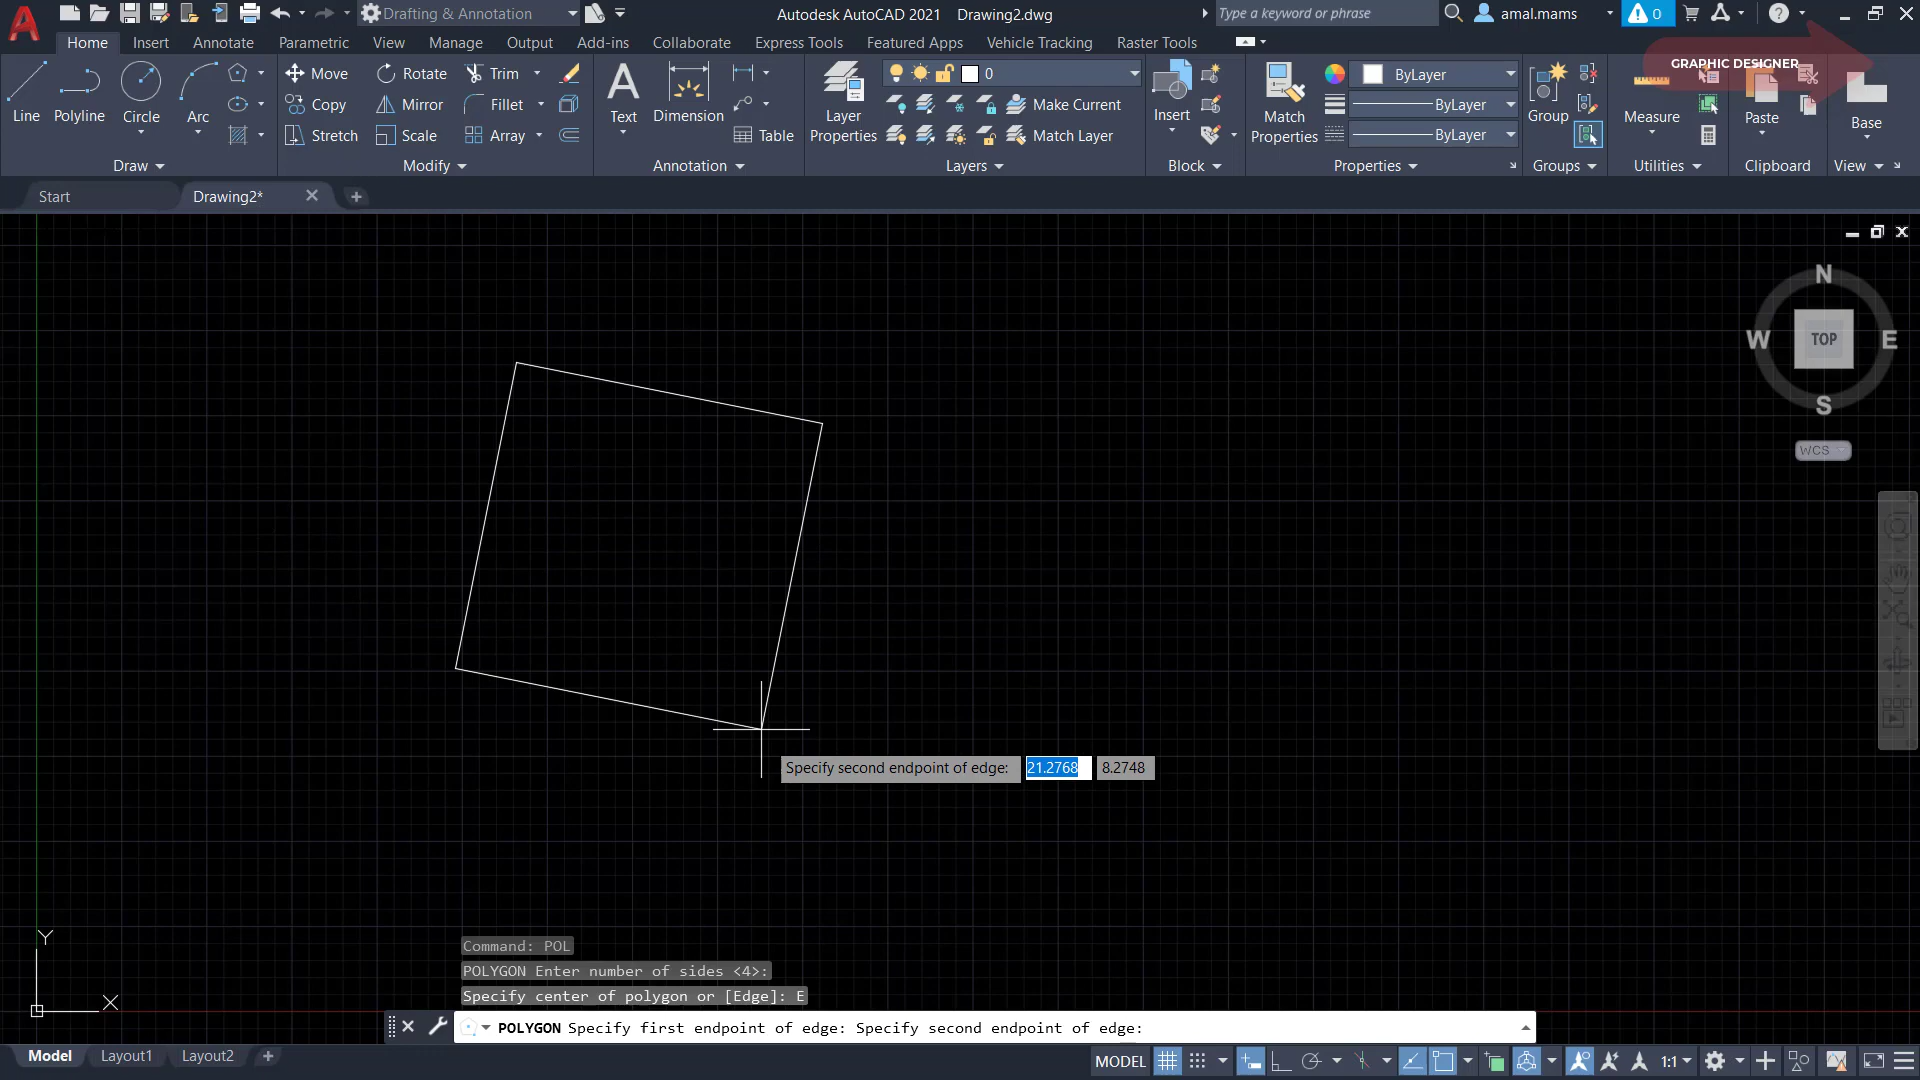 Drafting & Annotation
Autodesk AutoCAD 2021 Drawing2.dwg
Type a keyword or phrase
amal.mams
0
Home Insert Annotate Parametric View Manage Output Add-ins Collaborate Express Tools Featured Apps Vehicle Tracking Raster Tools
GRAPHIC DESIGNER
Line Polyline Circle Arc
Move Rotate Trim
Copy Mirror Fillet
Stretch Scale Array
Text Dimension Table
Layer Properties
0
Make Current
Match Layer
Insert
Match Properties
ByLayer
ByLayer
ByLayer
Group
Measure
Paste
Base
Draw Modify Annotation Layers Block Properties Groups Utilities Clipboard View
Start Drawing2*
N
W TOP E
S
WCS
Specify second endpoint of edge: 21.2768 8.2748
Y
X
Command: POL
POLYGON Enter number of sides <4>:
Specify center of polygon or [Edge]: E
POLYGON Specify first endpoint of edge: Specify second endpoint of edge:
Model Layout1 Layout2
MODEL 1:1